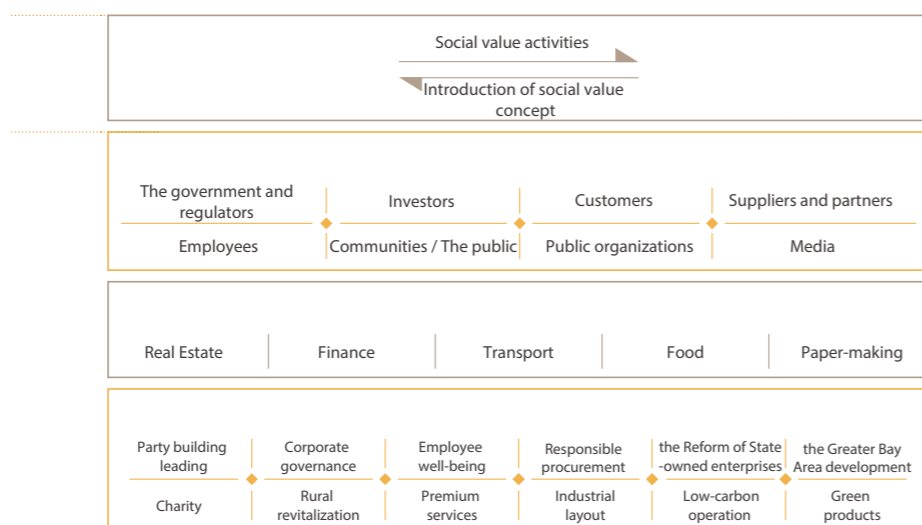 Social value activities
Introduction of social value
concept
The government and
regulators
Investors
Customers
Suppliers and partners
Employees
Communities / The public
Public organizations
Media
Real Estate
Finance
Transport
Food
Paper-making
Party building
leading
Corporate
governance
Employee
well-being
Responsible
procurement
the Reform of State
-owned enterprises
the Greater Bay
Area development
Charity
Rural
revitalization
Premium
services
Industrial
layout
Low-carbon
operation
Green
products